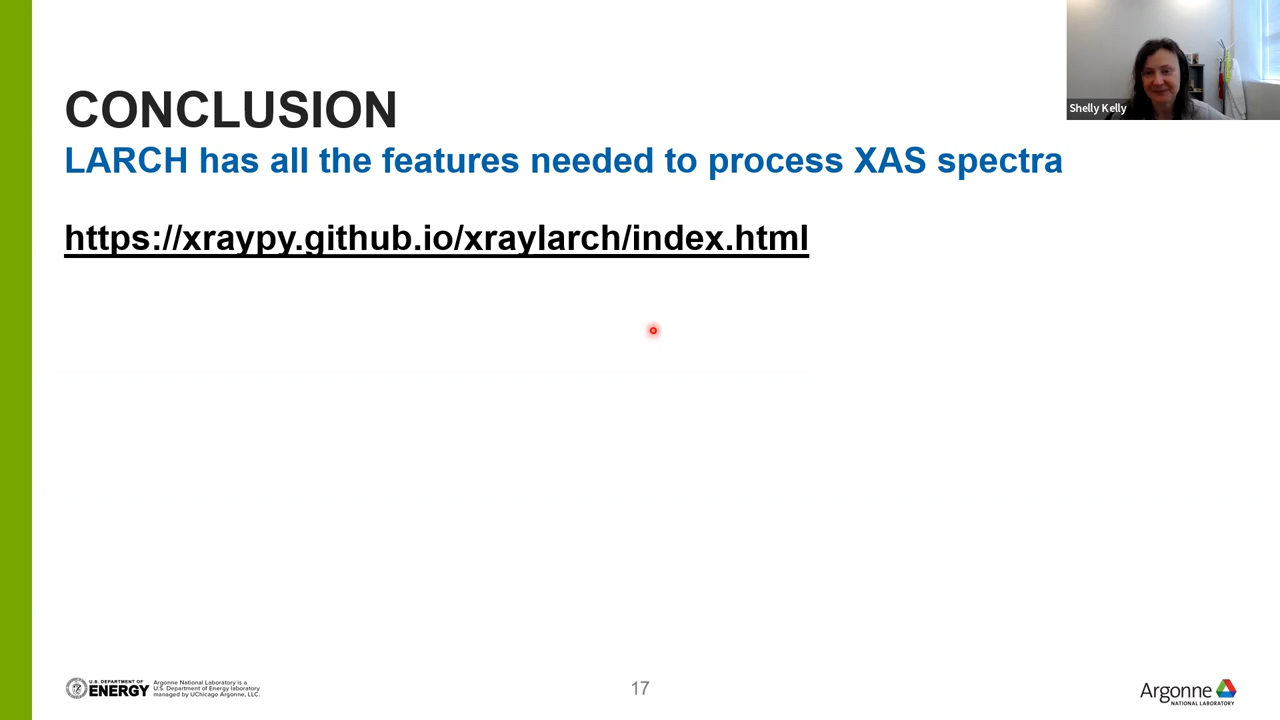 Shelly Kelly
CONCLUSION
LARCH has all the features needed to process XAS spectra
https://xraypy.github.io/xraylarch/index.html
U.S. DEPARTMENT OF
ENERGY
Argonne National Laboratory is a
U.S. Department of Energy laboratory
managed by UChicago Argonne, LLC.
17
Argonne
NATIONAL LABORATORY